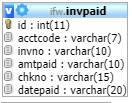 ifw.invpaid
id : int(11)
acctcode : varchar(7)
invno : varchar(10)
amtpaid : varchar(10)
chkno : varchar(15)
datepaid : varchar(20)